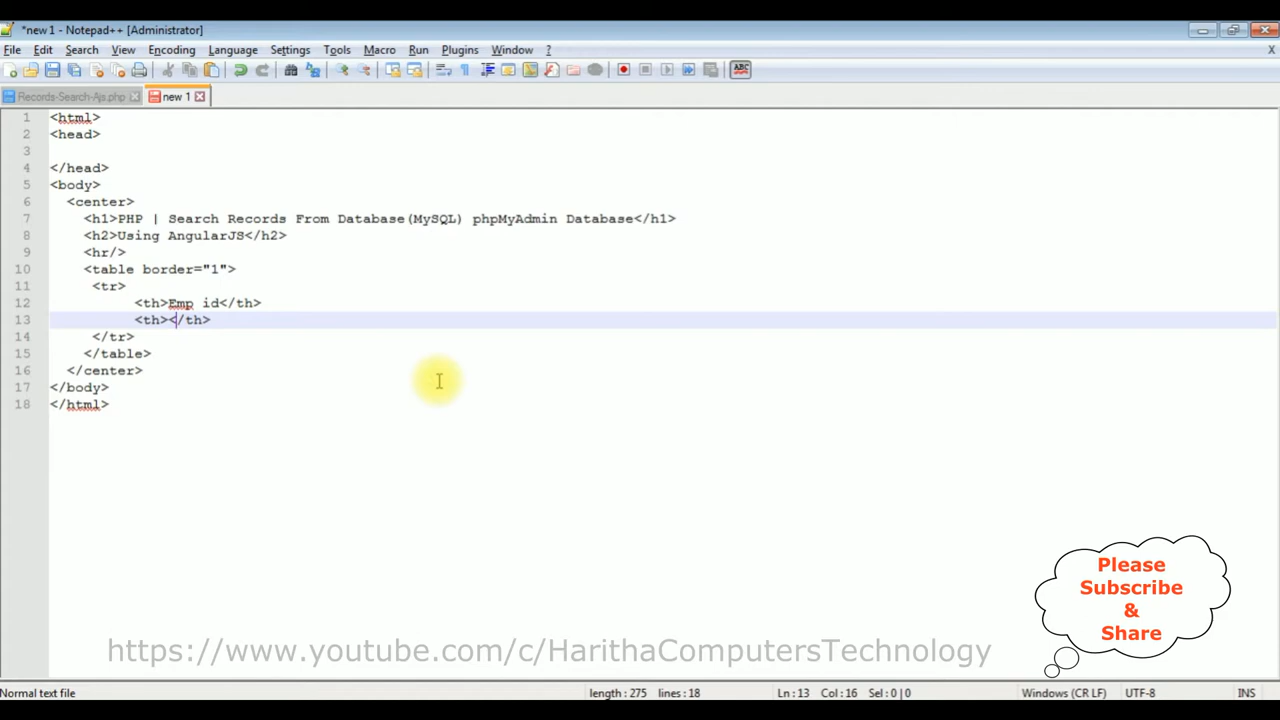 *new 1 - Notepad++ [Administrator]
File Edit Search View Encoding Language Settings Tools Macro Run Plugins Window ? X
ABC
Records-Search-Ajs.php new 1
1 <html>
2 <head>
3
4 </head>
5 <body>
6 <center>
7 <h1>PHP | Search Records From Database(MySQL) phpMyAdmin Database</h1>
8 <h2>Using AngularJS</h2>
9 <hr/>
10 <table border="1">
11 <tr>
12 <th>Emp id</th>
13 <th></th>
14 </tr>
15 </table>
16 </center>
17 </body>
18 </html>
Please
Subscribe
&
Share
https://www.youtube.com/c/HarithaComputersTechnology
Normal text file length : 275 lines : 18 Ln : 13 Col : 16 Sel : 0 | 0 Windows (CR LF) UTF-8 INS